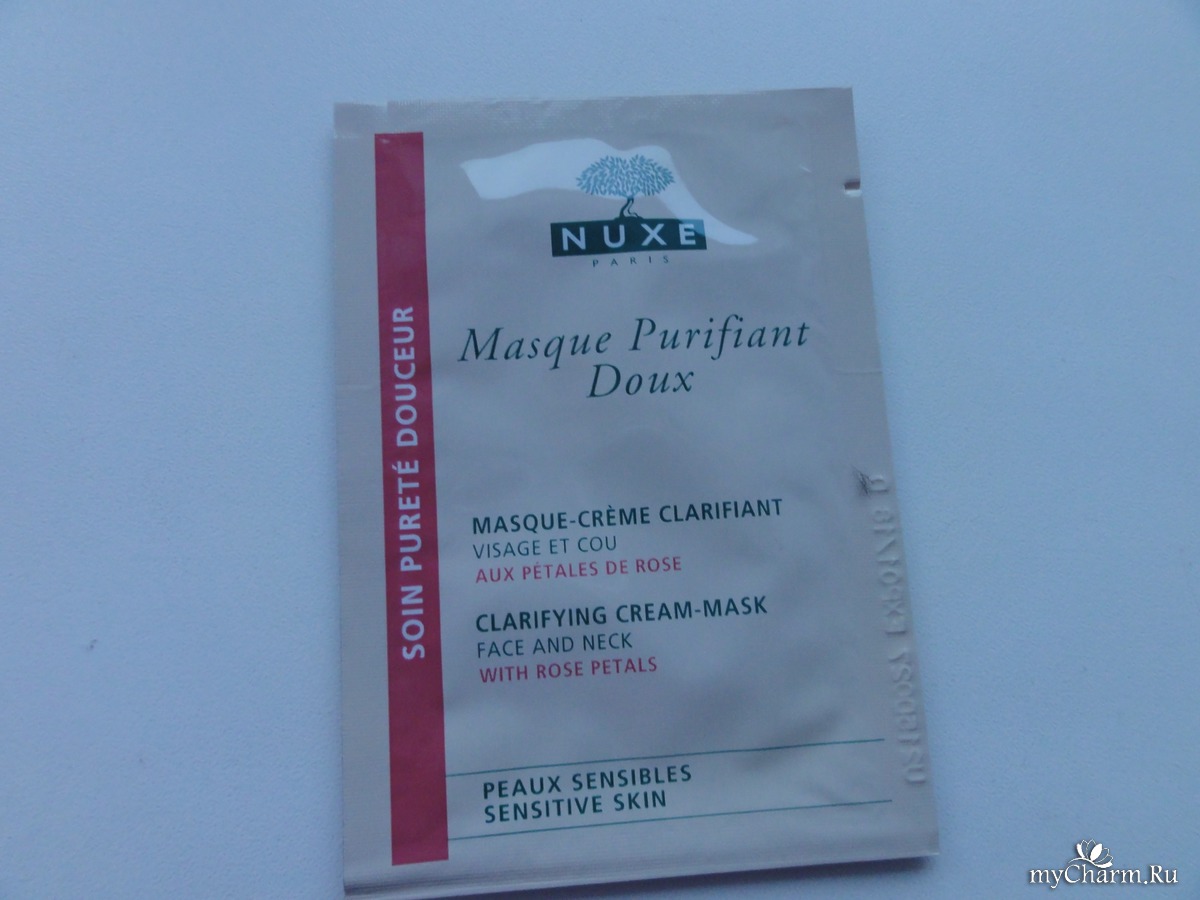 NUXE
PARIS
Masque Purifiant
Doux
SOIN PURETÉ DOUCEUR
MASQUE-CRÈME CLARIFIANT
VISAGE ET COU
AUX PÉTALES DE ROSE
CLARIFYING CREAM-MASK
FACE AND NECK
WITH ROSE PETALS
PEAUX SENSIBLES
SENSITIVE SKIN
myCharm.Ru